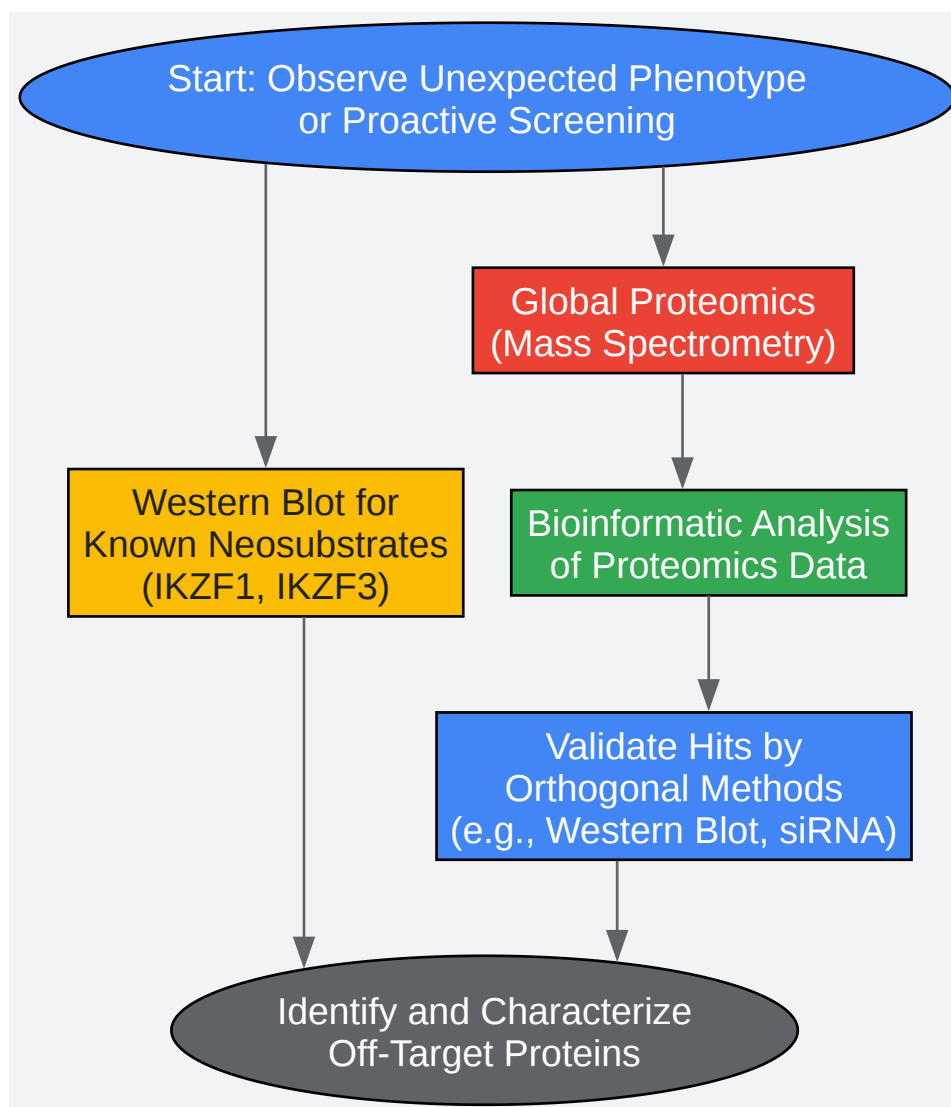 Start: Observe Unexpected Phenotype
or Proactive Screening
Global Proteomics
(Mass Spectrometry)
Western Blot for
Known Neosubstrates
(IKZF1, IKZF3)
Bioinformatic Analysis
of Proteomics Data
Validate Hits by
Orthogonal Methods
(e.g., Western Blot, siRNA)
Identify and Characterize
Off-Target Proteins